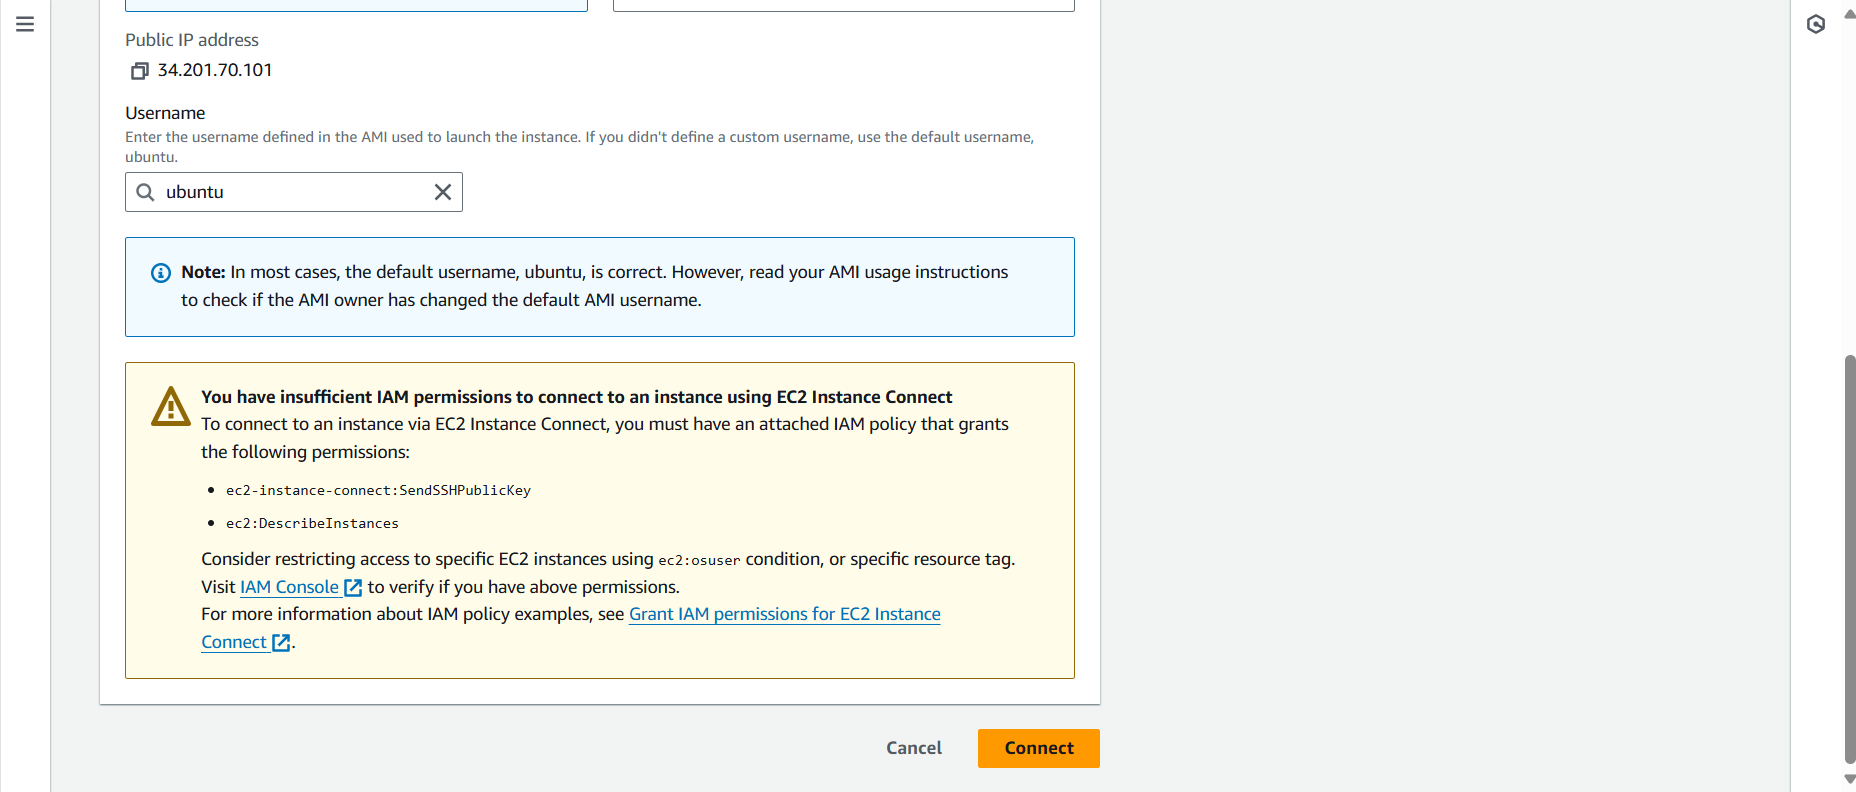 Public IP address
34.201.70.101
Username
Enter the username defined in the AMI used to launch the instance. If you didn't define a custom username, use the default username,
ubuntu.
ubuntu
Note: In most cases, the default username, ubuntu, is correct. However, read your AMI usage instructions
to check if the AMI owner has changed the default AMI username.
You have insufficient IAM permissions to connect to an instance using EC2 Instance Connect
To connect to an instance via EC2 Instance Connect, you must have an attached IAM policy that grants
the following permissions:
• ec2-instance-connect:SendSSHPublicKey
• ec2:DescribeInstances
Consider restricting access to specific EC2 instances using ec2:osuser condition, or specific resource tag.
Visit IAM Console to verify if you have above permissions.
For more information about IAM policy examples, see Grant IAM permissions for EC2 Instance
Connect.
Cancel Connect